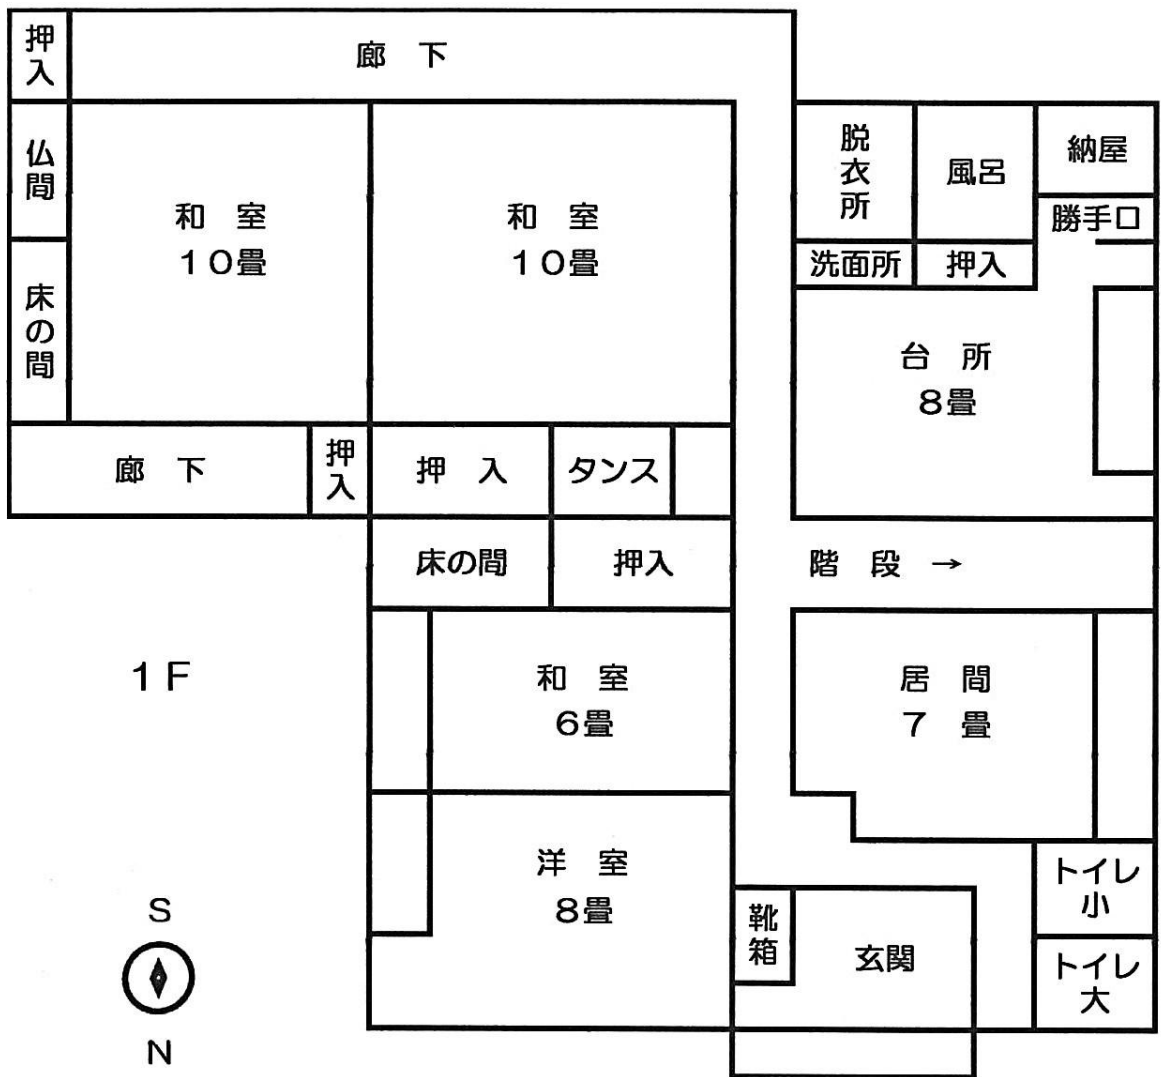 押入
廊　下
仏間
和　室
10畳
和　室
10畳
脱衣所
風呂
納屋
勝手口
洗面所
押入
床の間
台　所
8畳
廊　下
押入
押　入
タンス
床の間
押入
階　段　→
1F
和　室
6畳
居　間
7　畳
洋　室
8畳
靴箱
玄関
トイレ
小
トイレ
大
S
N